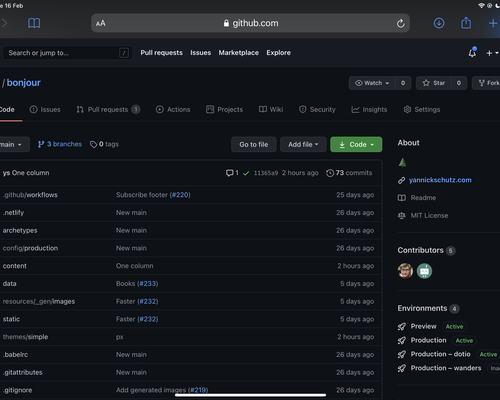 e 16 Feb
AA github.com
Search or jump to... / Pull requests Issues Marketplace Explore
/ bonjour Watch 0 Star 0 Fork
Code Issues Pull requests 1 Actions Projects Wiki Security Insights Settings
main 3 branches 0 tags Go to file Add file Code
ys One column 1 11365a9 2 hours ago 73 commits
.github/workflows Subscribe footer (#220) 25 days ago
.netlify New main 26 days ago
archetypes New main 26 days ago
config/production New main 26 days ago
content One column 2 hours ago
data Books (#233) 5 days ago
resources/_gen/images Faster (#232) 5 days ago
static Faster (#232) 5 days ago
themes/simple px 2 hours ago
.babelrc New main 26 days ago
.gitattributes New main 26 days ago
.gitignore Add generated images (#219) 26 days ago
About
yannickschutz.com
Readme
MIT License
Contributors 5
Environments 4
Preview Active
Production Active
Production – dotio Active
Production – wanders Ina